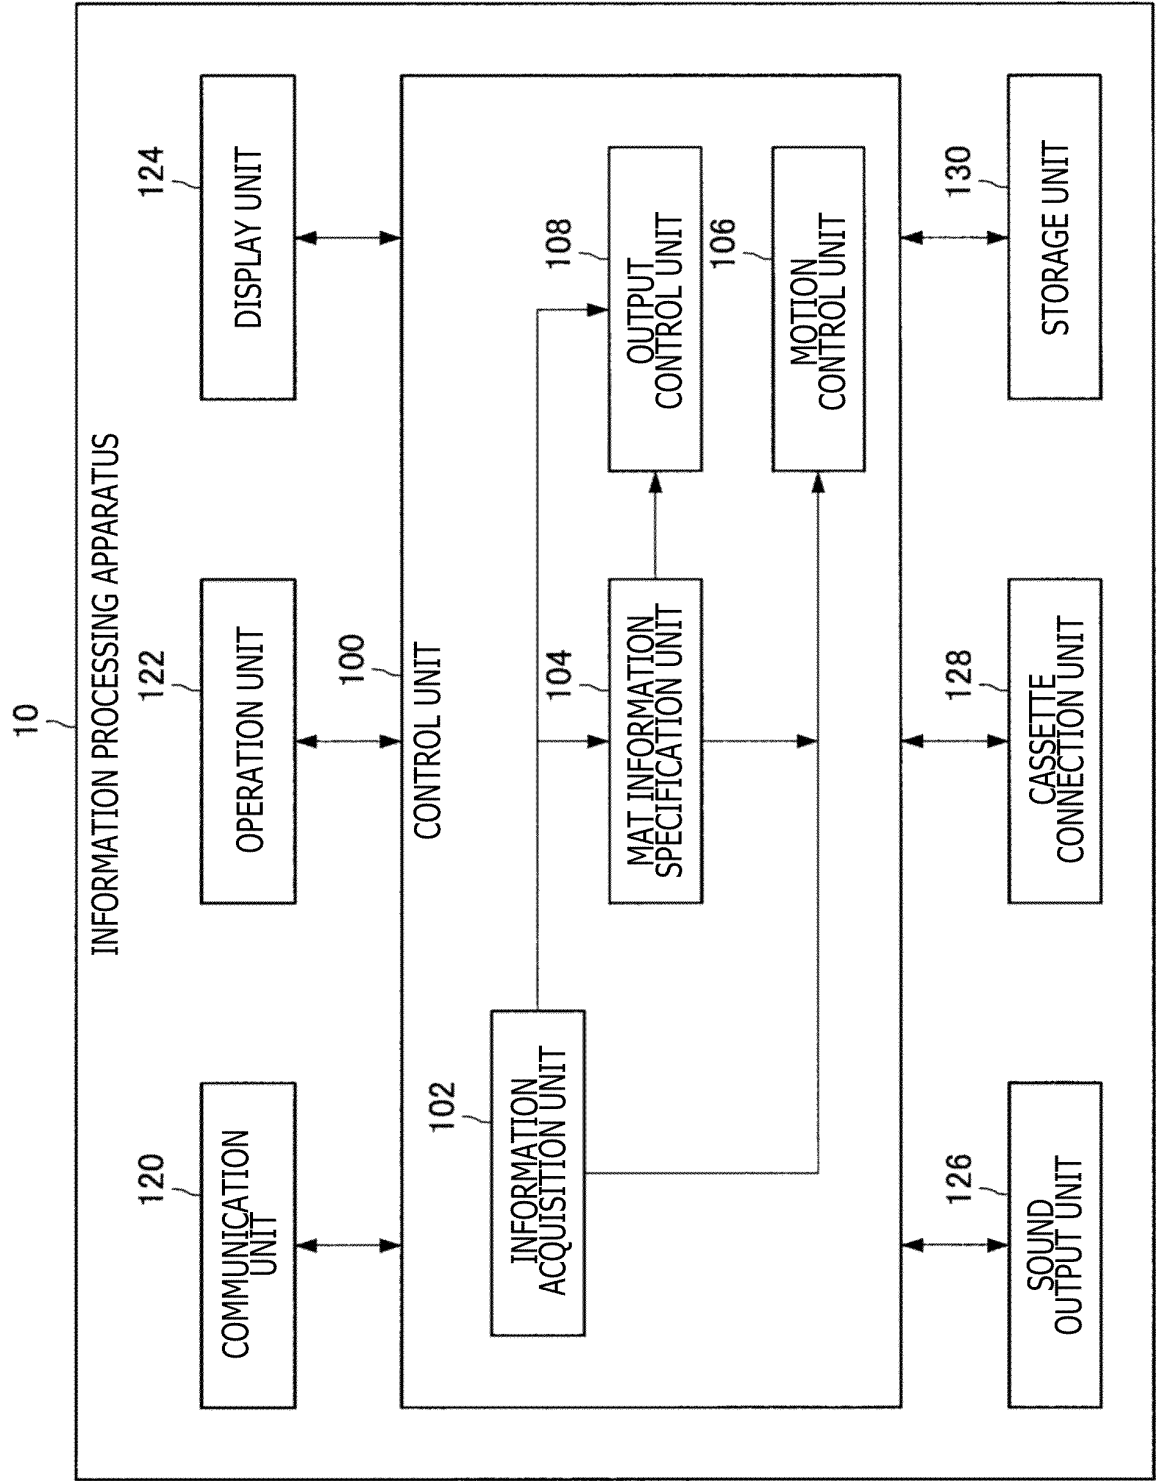 10
INFORMATION PROCESSING APPARATUS
120
COMMUNICATION
UNIT
122
OPERATION UNIT
124
DISPLAY UNIT
100
CONTROL UNIT
102
INFORMATION
ACQUISITION UNIT
104
MAT INFORMATION
SPECIFICATION UNIT
108
OUTPUT
CONTROL UNIT
106
MOTION
CONTROL UNIT
126
SOUND
OUTPUT UNIT
128
CASSETTE
CONNECTION UNIT
130
STORAGE UNIT